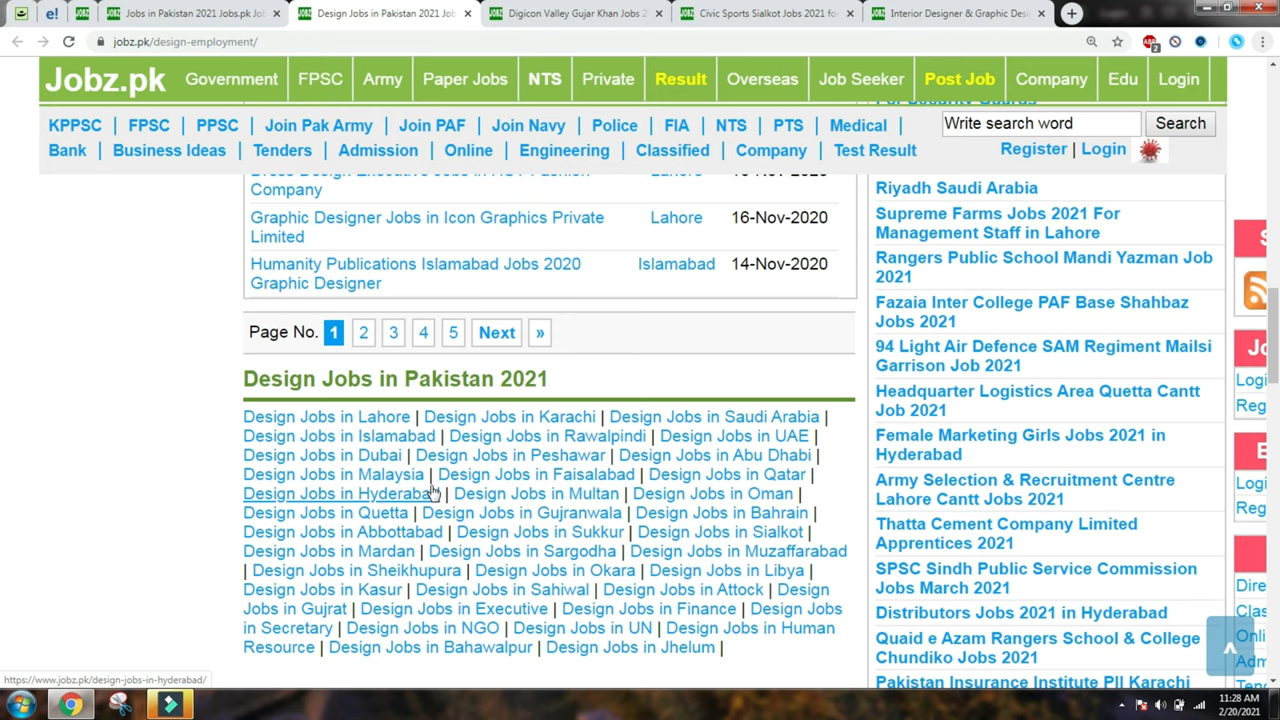 Jobs in Pakistan 2021 Jobs.pk Jo
Design Jobs in Pakistan 2021 Job
Digicon Valley Gujar Khan Jobs 2
Civic Sports Sialkot Jobs 2021 fo
Interior Designer & Graphic Des
jobz.pk/design-employment/
Jobz.pk
Government
FPSC
Army
Paper Jobs
NTS
Private
Result
Overseas
Job Seeker
Post Job
Company
Edu
Login
For Security Guards
KPPSC | FPSC | PPSC | Join Pak Army | Join PAF | Join Navy | Police | FIA | NTS | PTS | Medical |
Bank | Business Ideas | Tenders | Admission | Online | Engineering | Classified | Company | Test Result
Write search word
Search
Register | Login
Company
Lahore
Graphic Designer Jobs in Icon Graphics Private
Limited
Lahore
16-Nov-2020
Humanity Publications Islamabad Jobs 2020
Graphic Designer
Islamabad
14-Nov-2020
Page No. 1 2 3 4 5 Next »
Design Jobs in Pakistan 2021
Design Jobs in Lahore | Design Jobs in Karachi | Design Jobs in Saudi Arabia |
Design Jobs in Islamabad | Design Jobs in Rawalpindi | Design Jobs in UAE |
Design Jobs in Dubai | Design Jobs in Peshawar | Design Jobs in Abu Dhabi |
Design Jobs in Malaysia | Design Jobs in Faisalabad | Design Jobs in Qatar |
Design Jobs in Hyderabad | Design Jobs in Multan | Design Jobs in Oman |
Design Jobs in Quetta | Design Jobs in Gujranwala | Design Jobs in Bahrain |
Design Jobs in Abbottabad | Design Jobs in Sukkur | Design Jobs in Sialkot |
Design Jobs in Mardan | Design Jobs in Sargodha | Design Jobs in Muzaffarabad
| Design Jobs in Sheikhupura | Design Jobs in Okara | Design Jobs in Libya |
Design Jobs in Kasur | Design Jobs in Sahiwal | Design Jobs in Attock | Design
Jobs in Gujrat | Design Jobs in Executive | Design Jobs in Finance | Design Jobs
in Secretary | Design Jobs in NGO | Design Jobs in UN | Design Jobs in Human
Resource | Design Jobs in Bahawalpur | Design Jobs in Jhelum |
Riyadh Saudi Arabia
Supreme Farms Jobs 2021 For
Management Staff in Lahore
Rangers Public School Mandi Yazman Job
2021
Fazaia Inter College PAF Base Shahbaz
Jobs 2021
94 Light Air Defence SAM Regiment Mailsi
Garrison Job 2021
Headquarter Logistics Area Quetta Cantt
Job 2021
Female Marketing Girls Jobs 2021 in
Hyderabad
Army Selection & Recruitment Centre
Lahore Cantt Jobs 2021
Thatta Cement Company Limited
Apprentices 2021
SPSC Sindh Public Service Commission
Jobs March 2021
Distributors Jobs 2021 in Hyderabad
Quaid e Azam Rangers School & College
Chundiko Jobs 2021
Pakistan Insurance Institute PII Karachi
https://www.jobz.pk/design-jobs-in-hyderabad/
11:28 AM
2/20/2021